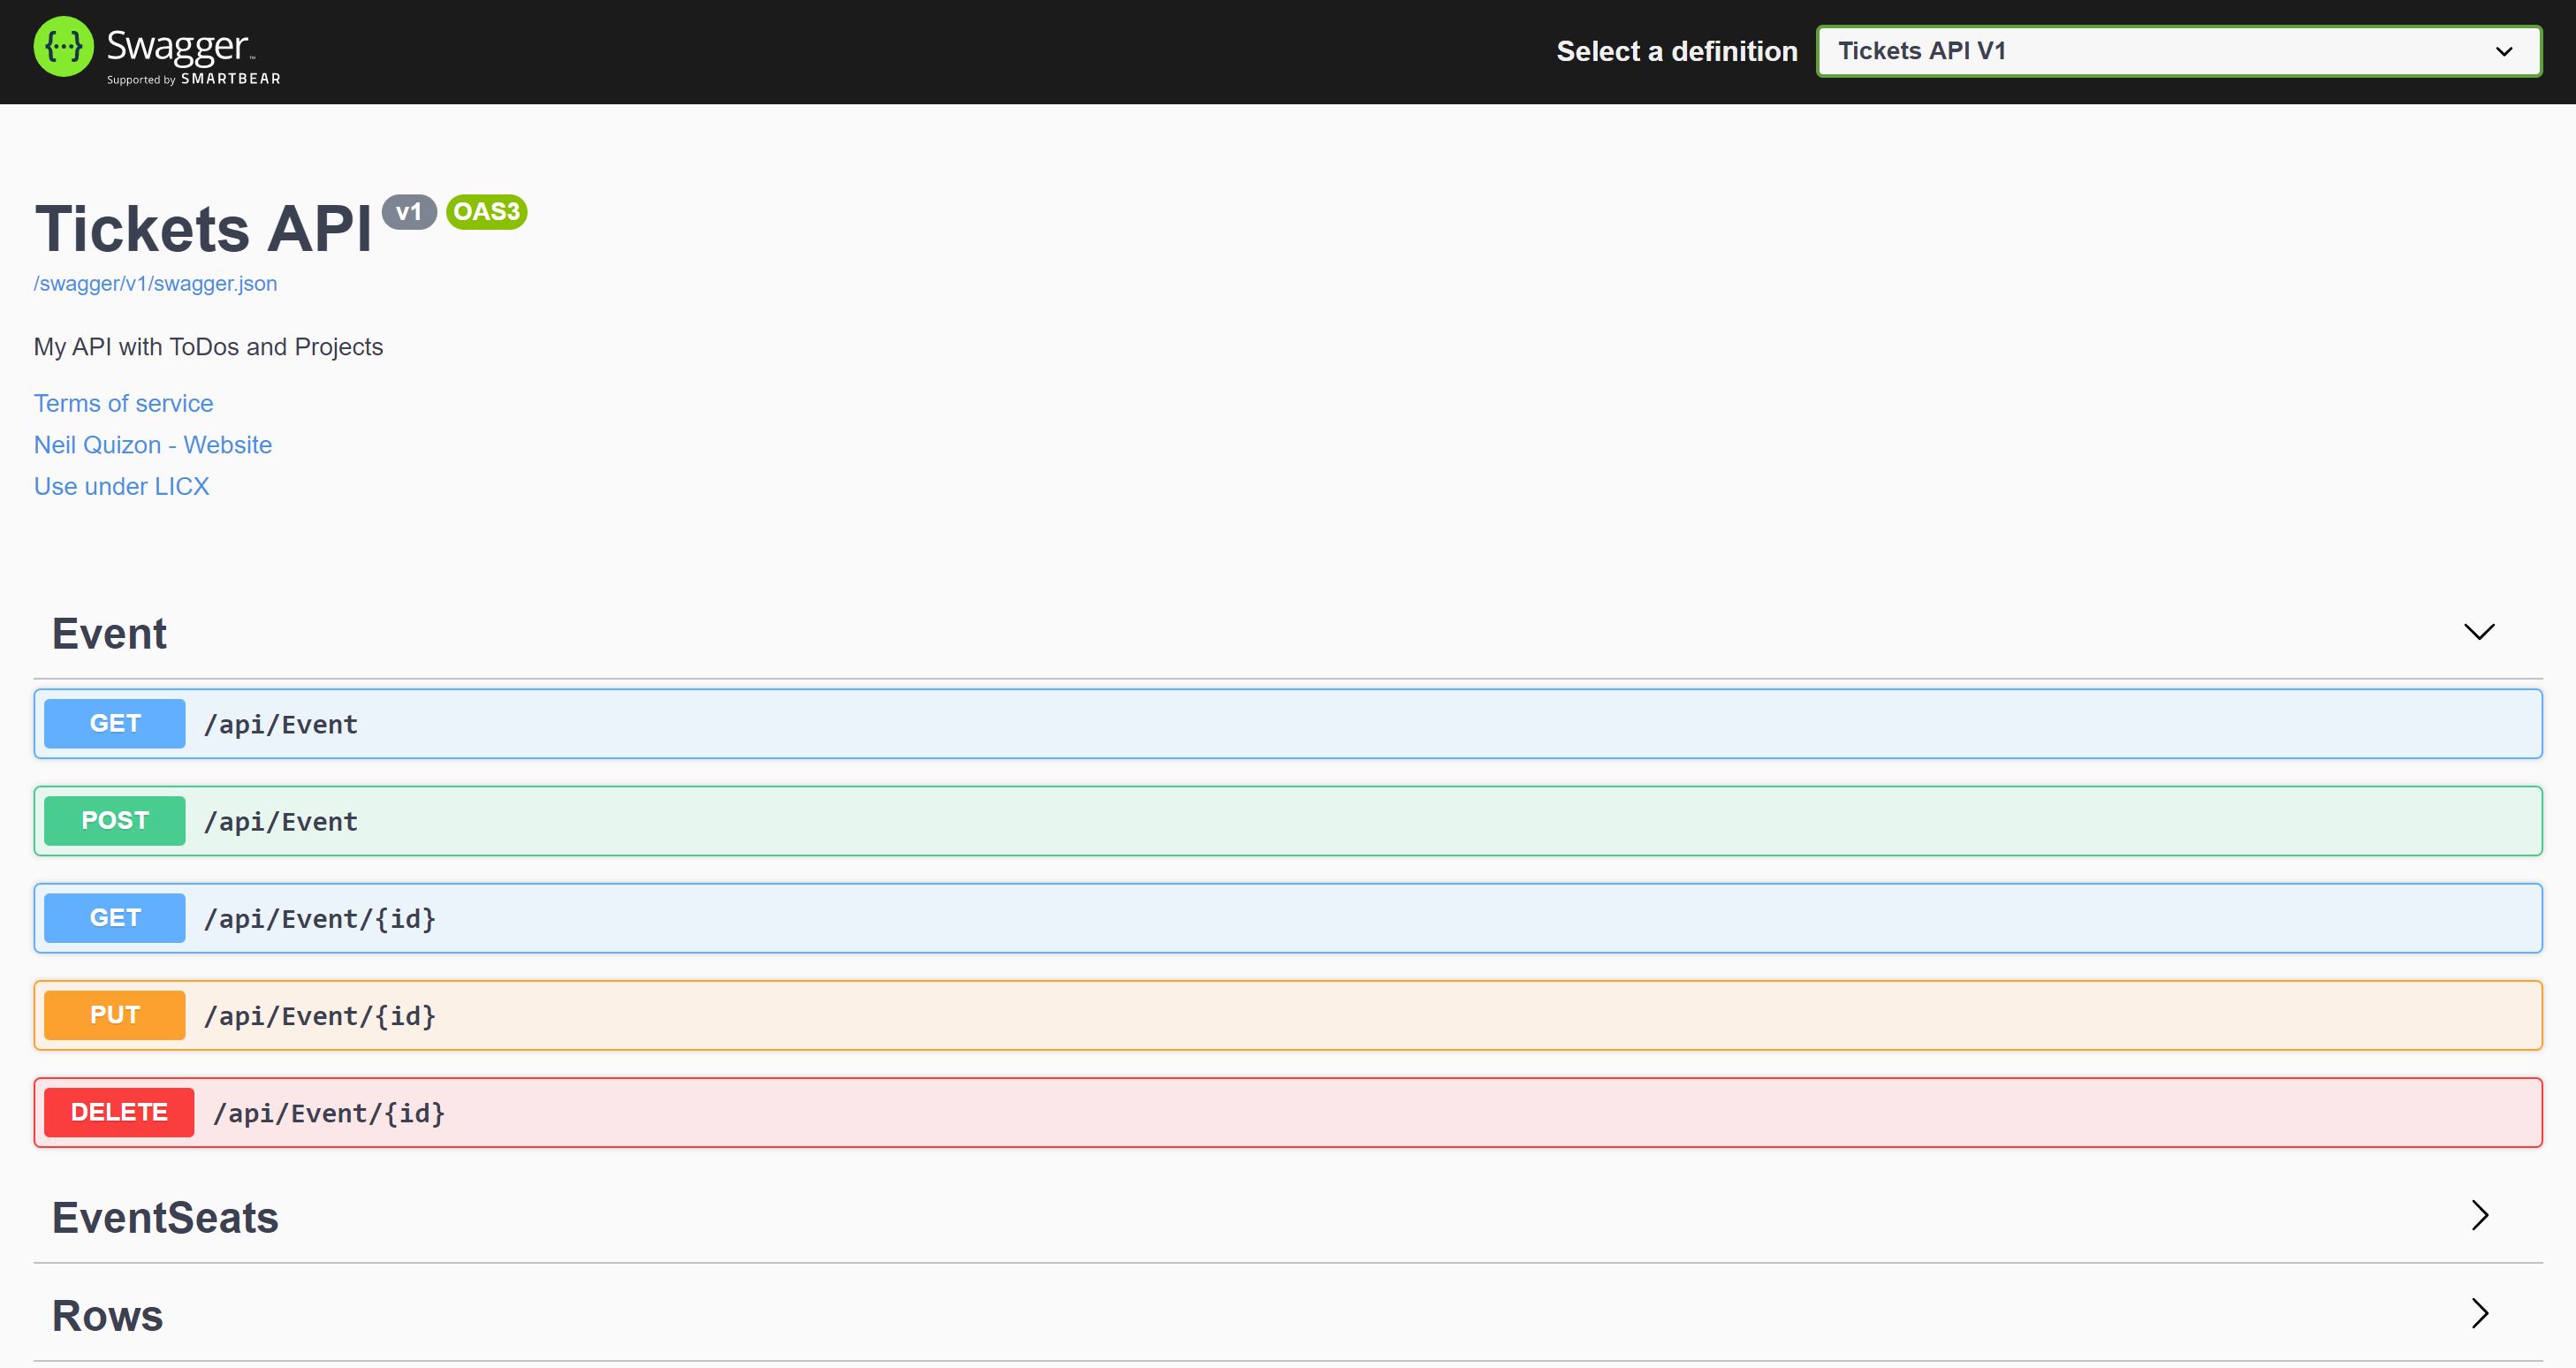 {...} Swagger™
Supported by SMARTBEAR
Select a definition
Tickets API V1
Tickets API v1 OAS3
/swagger/v1/swagger.json
My API with ToDos and Projects
Terms of service
Neil Quizon - Website
Use under LICX
Event
GET /api/Event
POST /api/Event
GET /api/Event/{id}
PUT /api/Event/{id}
DELETE /api/Event/{id}
EventSeats
Rows